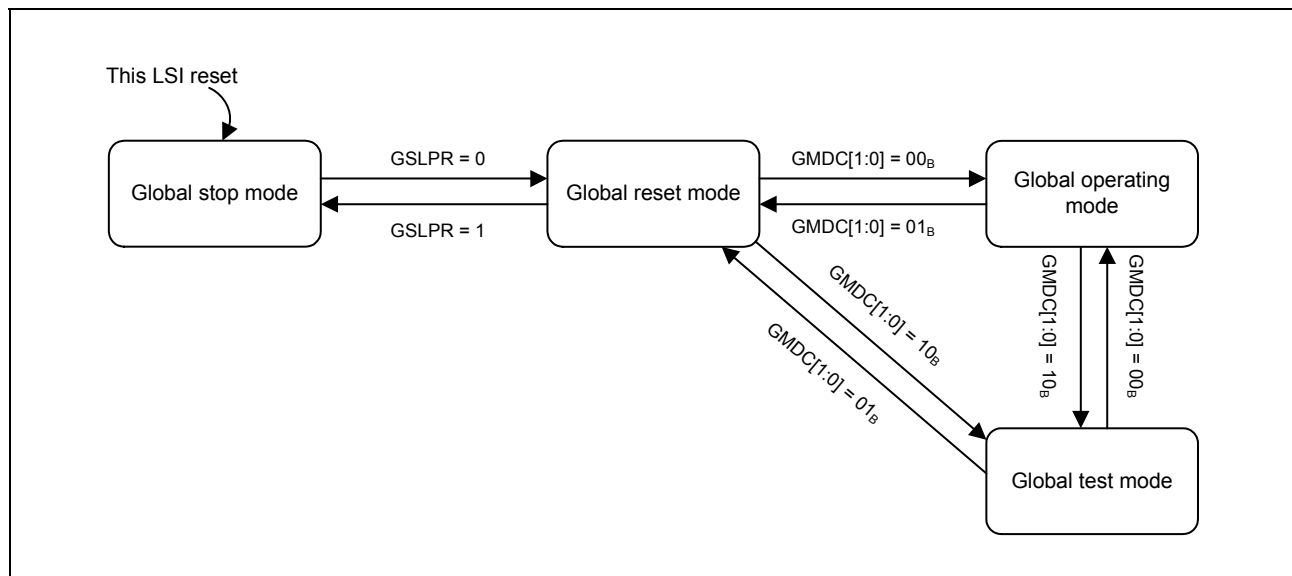 This LSI reset
Global stop mode
GSLPR = 0
GSLPR = 1
Global reset mode
GMDC[1:0] = 00B
GMDC[1:0] = 01B
Global operating
mode
GMDC[1:0] = 10B
GMDC[1:0] = 01B
GMDC[1:0] = 10B
GMDC[1:0] = 00B
Global test mode